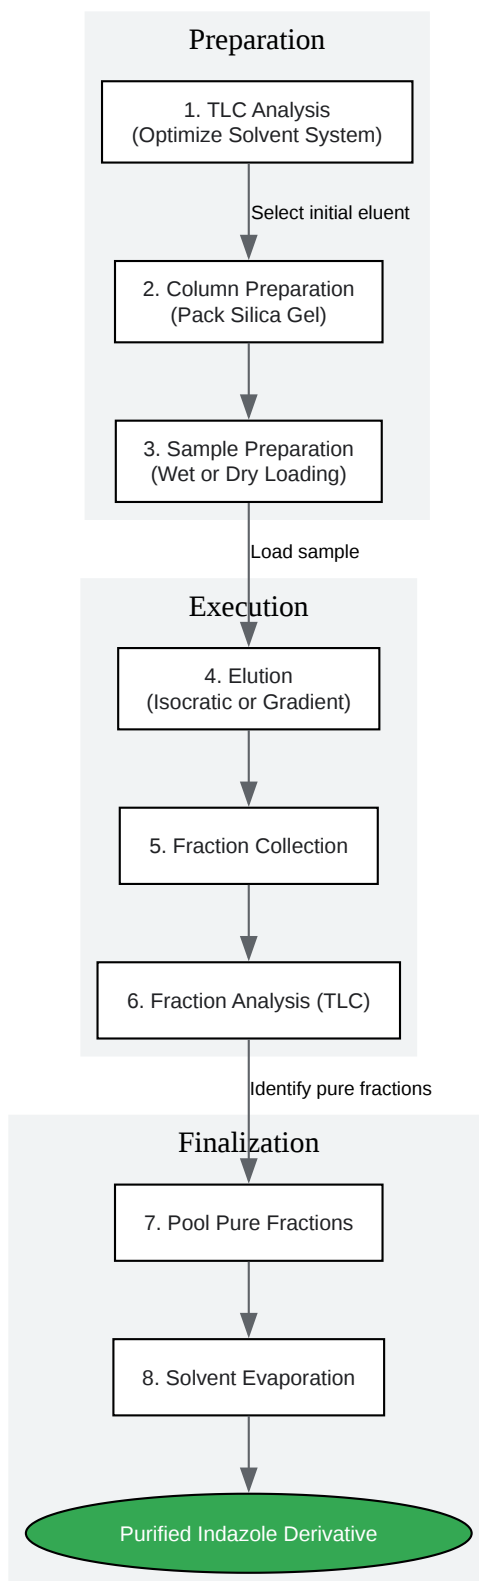 Preparation
1. TLC Analysis
(Optimize Solvent System)
Select initial eluent
2. Column Preparation
(Pack Silica Gel)
3. Sample Preparation
(Wet or Dry Loading)
Load sample
Execution
4. Elution
(Isocratic or Gradient)
5. Fraction Collection
6. Fraction Analysis (TLC)
Identify pure fractions
Finalization
7. Pool Pure Fractions
8. Solvent Evaporation
Purified Indazole Derivative